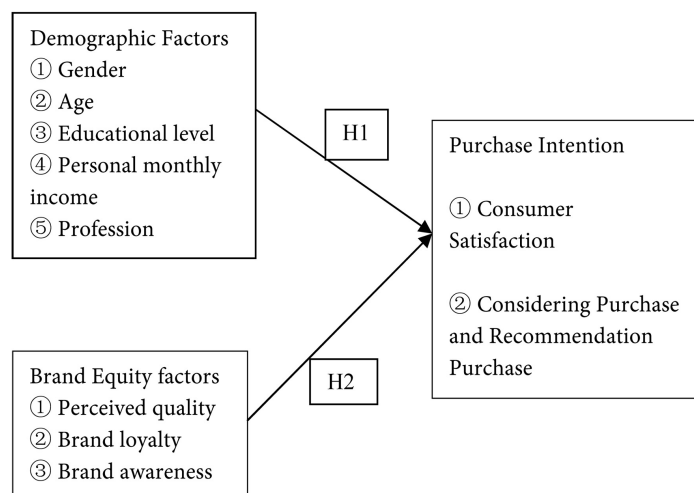 Demographic Factors
① Gender
② Age
③ Educational level
④ Personal monthly
income
⑤ Profession
H1
Purchase Intention
① Consumer
Satisfaction
② Considering Purchase
and Recommendation
Purchase
Brand Equity factors
① Perceived quality
② Brand loyalty
③ Brand awareness
H2